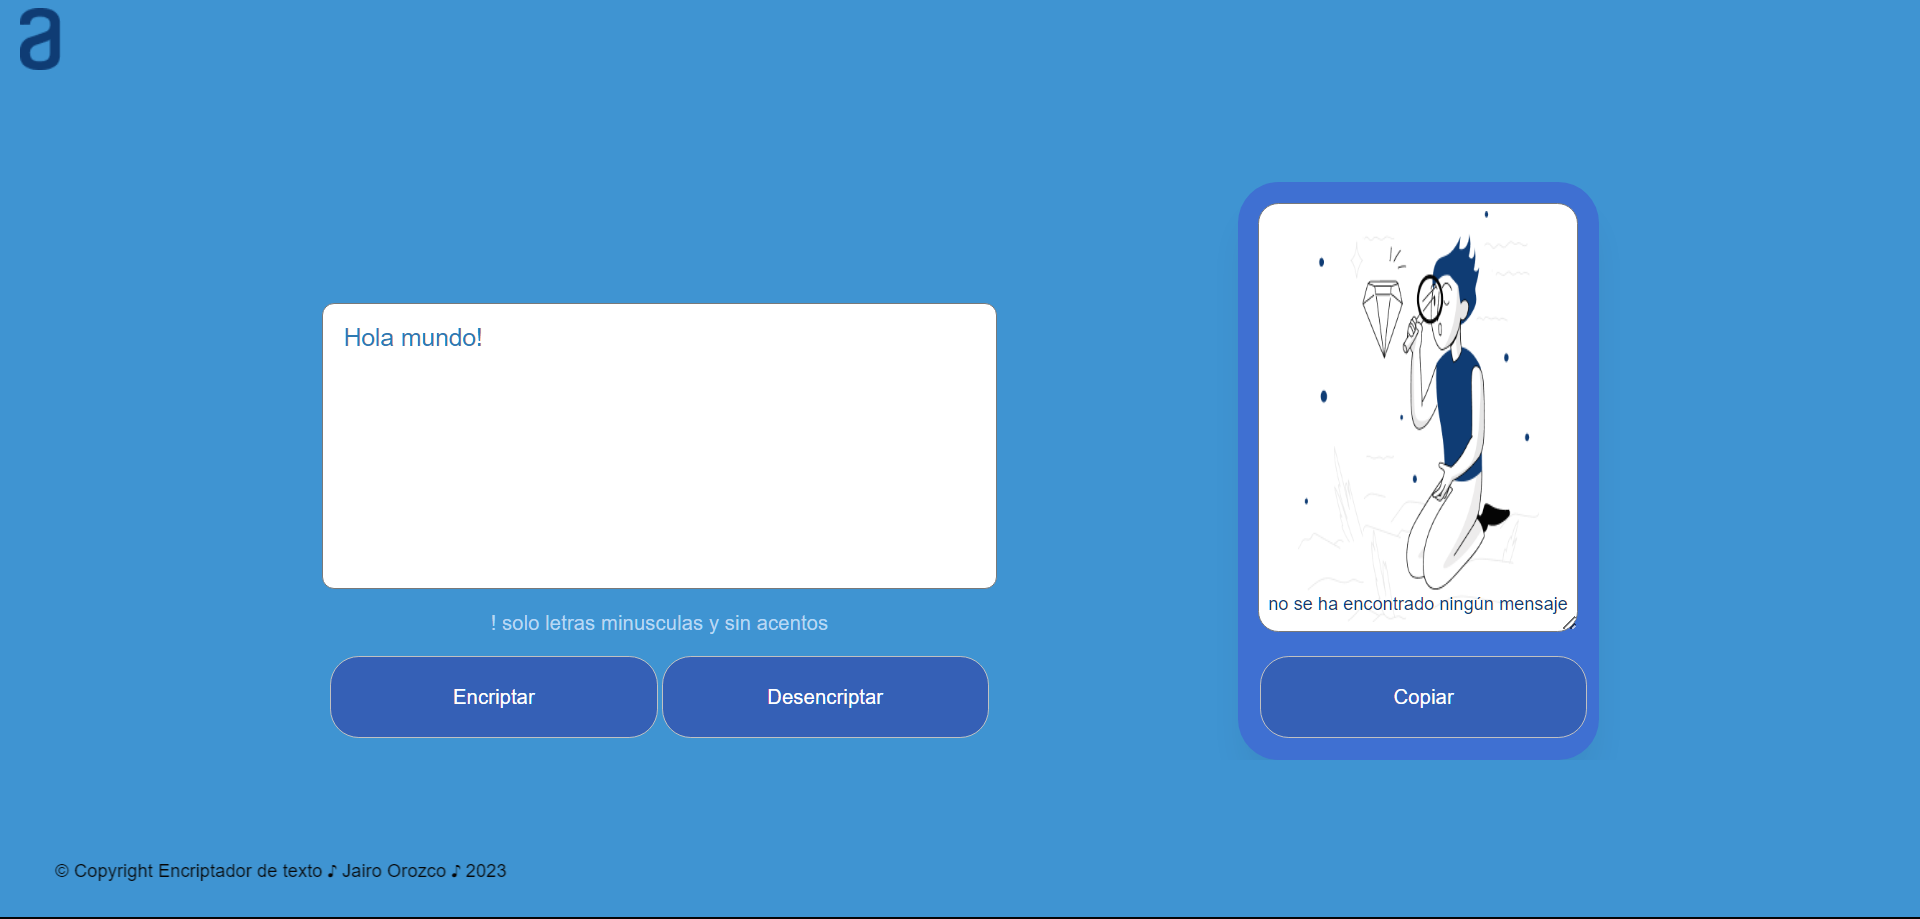 a
Hola mundo!
! solo letras minusculas y sin acentos
Encriptar
Desencriptar
no se ha encontrado ningún mensaje
Copiar
© Copyright Encriptador de texto ♪ Jairo Orozco ♪ 2023